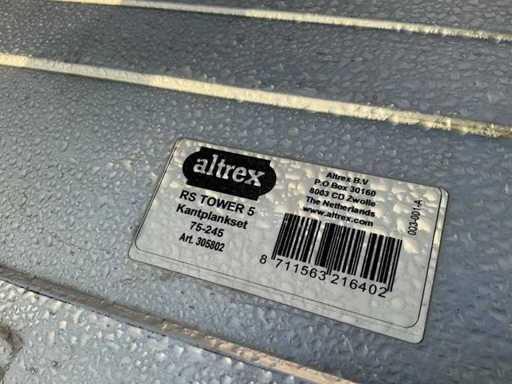 altrex
RS TOWER 5
Kantplankset
75-245
Art. 305802
Altrex B.V
P.O Box 30160
8003 CD Zwolle
The Netherlands
www.altrex.com
003-001-A
8 711563 216402